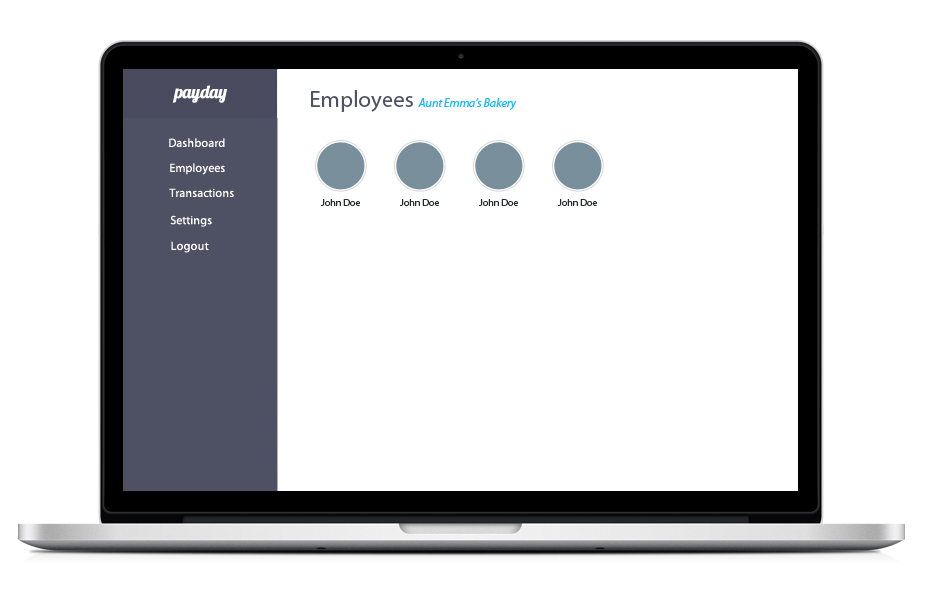 payday
Dashboard
Employees
Transactions
Settings
Logout
Employees Aunt Emma's Bakery
John Doe John Doe John Doe John Doe